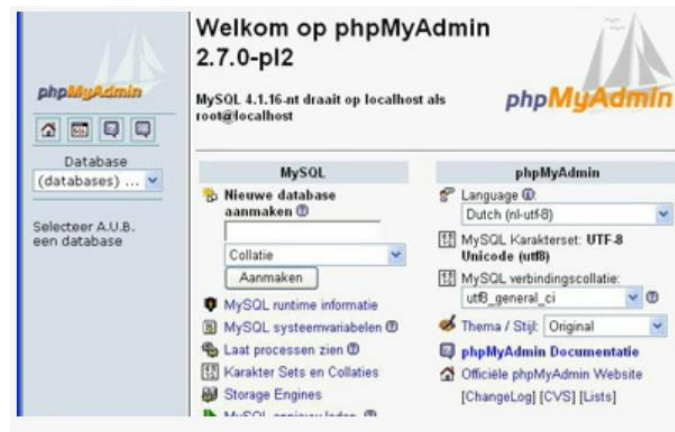 phpMyAdmin
Database
(databases) ...
Selecteer A.U.B.
een database
Welkom op phpMyAdmin
2.7.0-pl2
MySQL 4.1.16-nt draait op localhost als
root@localhost
phpMyAdmin
MySQL
Nieuwe database
aanmaken
Collatie
Aanmaken
MySQL runtime informatie
MySQL systeemvariabelen
Laat processen zien
Karakter Sets en Collaties
Storage Engines
MySQL opnieuw laden
phpMyAdmin
Language
Dutch (nl-utf-8)
MySQL Karakterset: UTF-8
Unicode (utf8)
MySQL verbindingscollatie:
utf8_general_ci
Thema / Stijl: Original
phpMyAdmin Documentatie
Officiële phpMyAdmin Website
[ChangeLog] [CVS] [Lists]